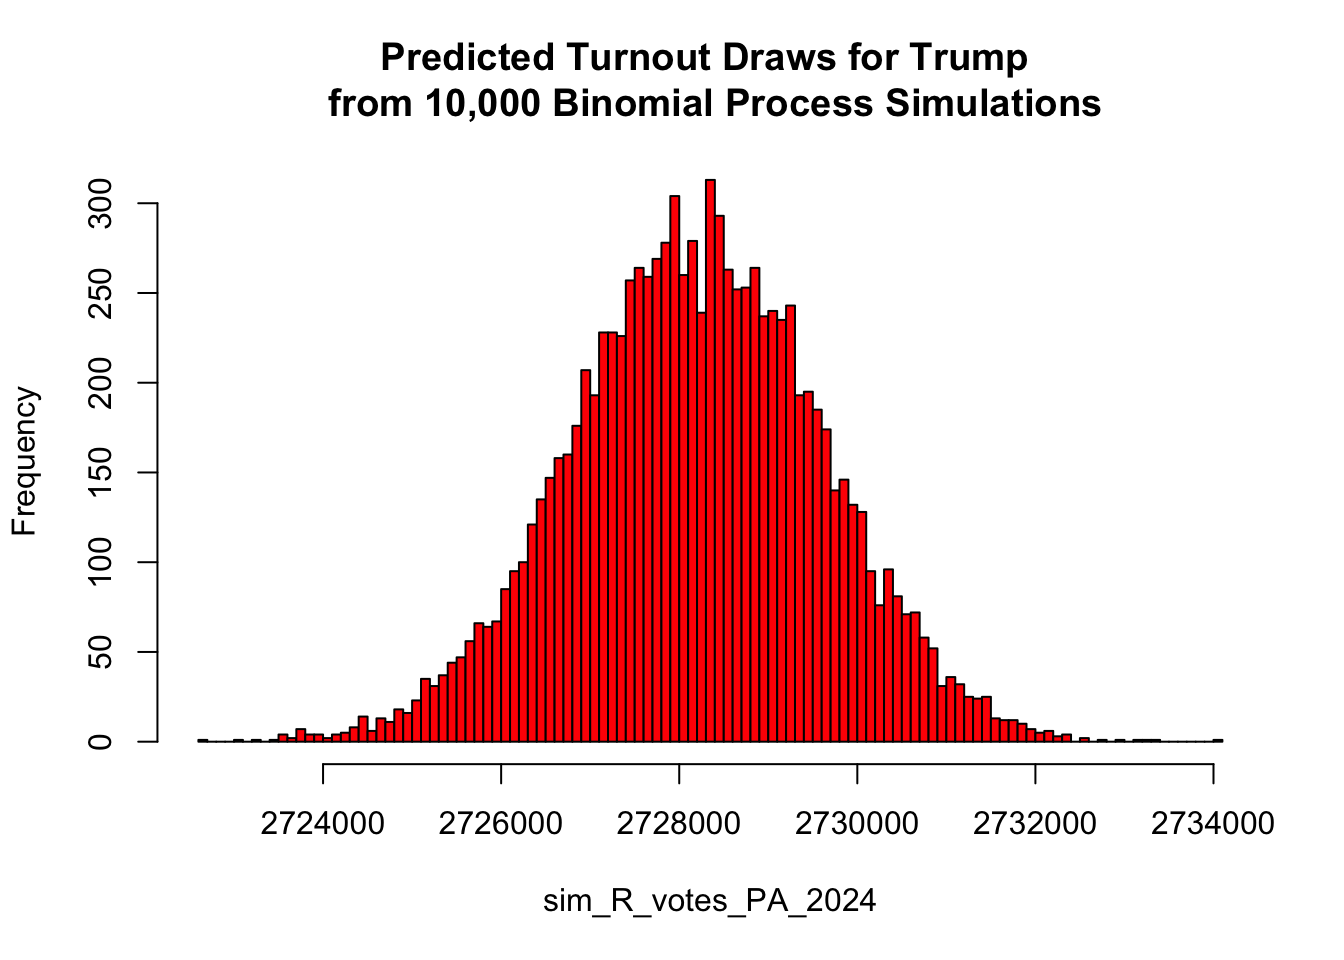 Predicted Turnout Draws for Trump
from 10,000 Binomial Process Simulations
Frequency
300
250
200
150
100
50
0
2724000 2726000 2728000 2730000 2732000 2734000
sim_R_votes_PA_2024